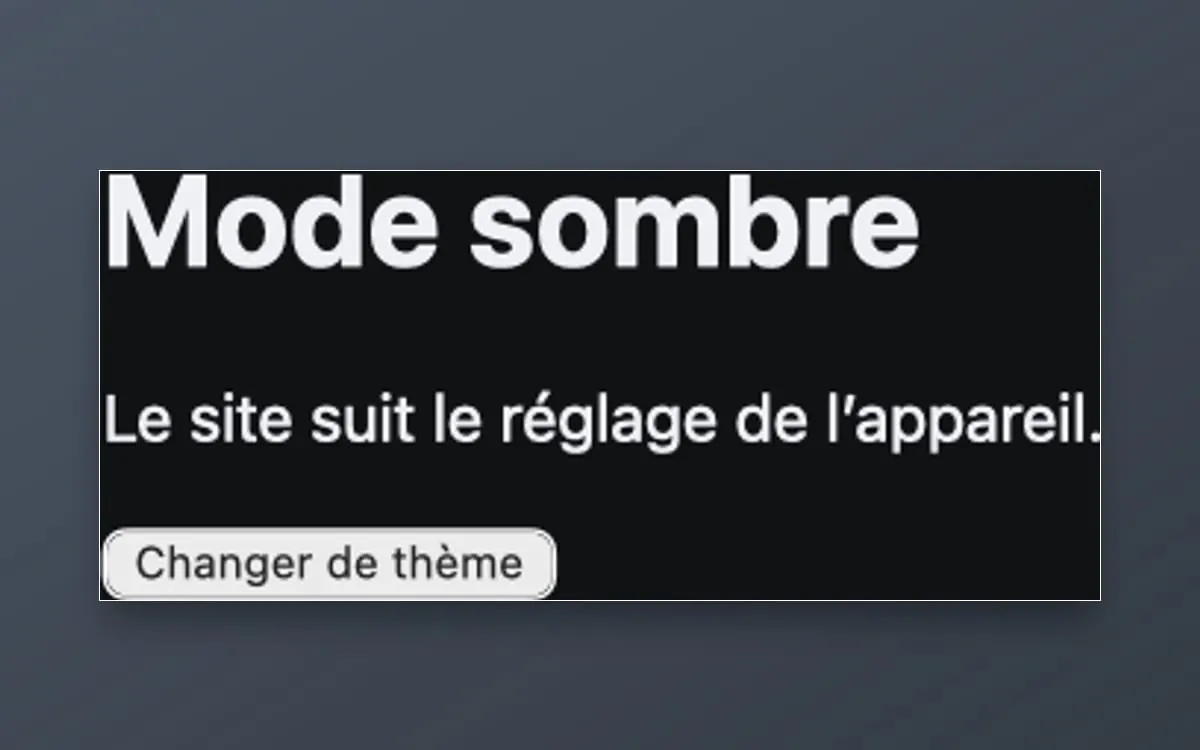 Mode sombre
Le site suit le réglage de l’appareil.
Changer de thème